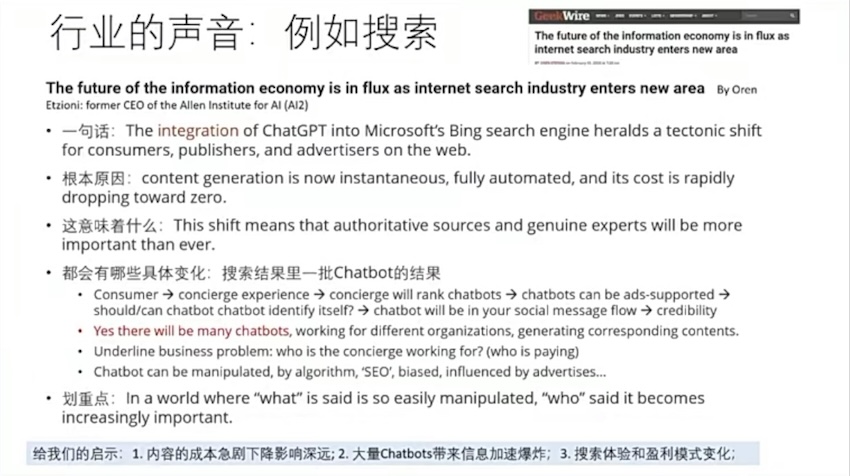 行业的声音：例如搜索
GeekWire
The future of the information economy is in flux as
internet search industry enters new area
The future of the information economy is in flux as internet search industry enters new area By Oren
Etzioni: former CEO of the Allen Institute for AI (AI2)
• 一句话：The integration of ChatGPT into Microsoft's Bing search engine heralds a tectonic shift
for consumers, publishers, and advertisers on the web.
• 根本原因：content generation is now instantaneous, fully automated, and its cost is rapidly
dropping toward zero.
• 这意味着什么：This shift means that authoritative sources and genuine experts will be more
important than ever.
• 都会有哪些具体变化：搜索结果里一批Chatbot的结果
• Consumer → concierge experience → concierge will rank chatbots → chatbots can be ads-supported →
should/can chatbot chatbot identify itself? → chatbot will be in your social message flow → credibility
• Yes there will be many chatbots, working for different organizations, generating corresponding contents.
• Underline business problem: who is the concierge working for? (who is paying)
• Chatbot can be manipulated, by algorithm, 'SEO', biased, influenced by advertises...
• 划重点：In a world where “what” is said is so easily manipulated, “who” said it becomes
increasingly important.
给我们的启示：1. 内容的成本急剧下降影响深远; 2. 大量Chatbots带来信息加速爆炸；3. 搜索体验和盈利模式变化；